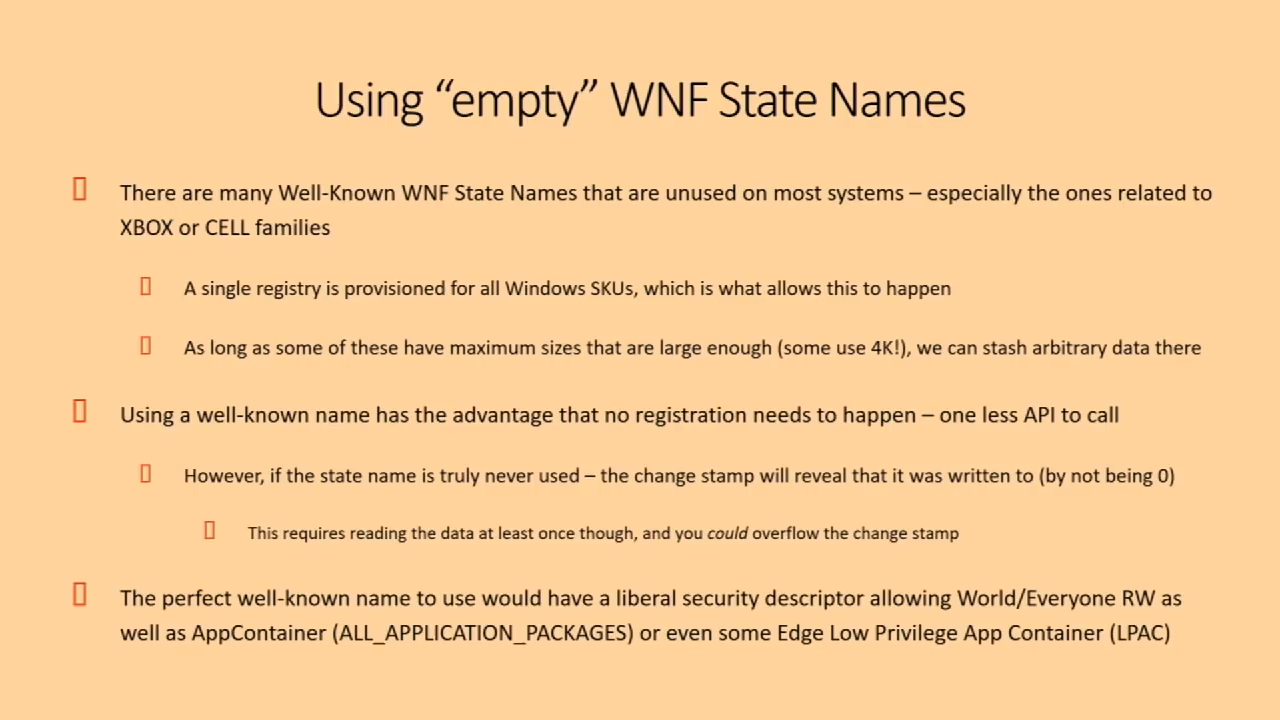 Using “empty” WNF State Names
There are many Well-Known WNF State Names that are unused on most systems – especially the ones related to
XBOX or CELL families
A single registry is provisioned for all Windows SKUs, which is what allows this to happen
As long as some of these have maximum sizes that are large enough (some use 4K!), we can stash arbitrary data there
Using a well-known name has the advantage that no registration needs to happen – one less API to call
However, if the state name is truly never used – the change stamp will reveal that it was written to (by not being 0)
This requires reading the data at least once though, and you could overflow the change stamp
The perfect well-known name to use would have a liberal security descriptor allowing World/Everyone RW as
well as AppContainer (ALL_APPLICATION_PACKAGES) or even some Edge Low Privilege App Container (LPAC)